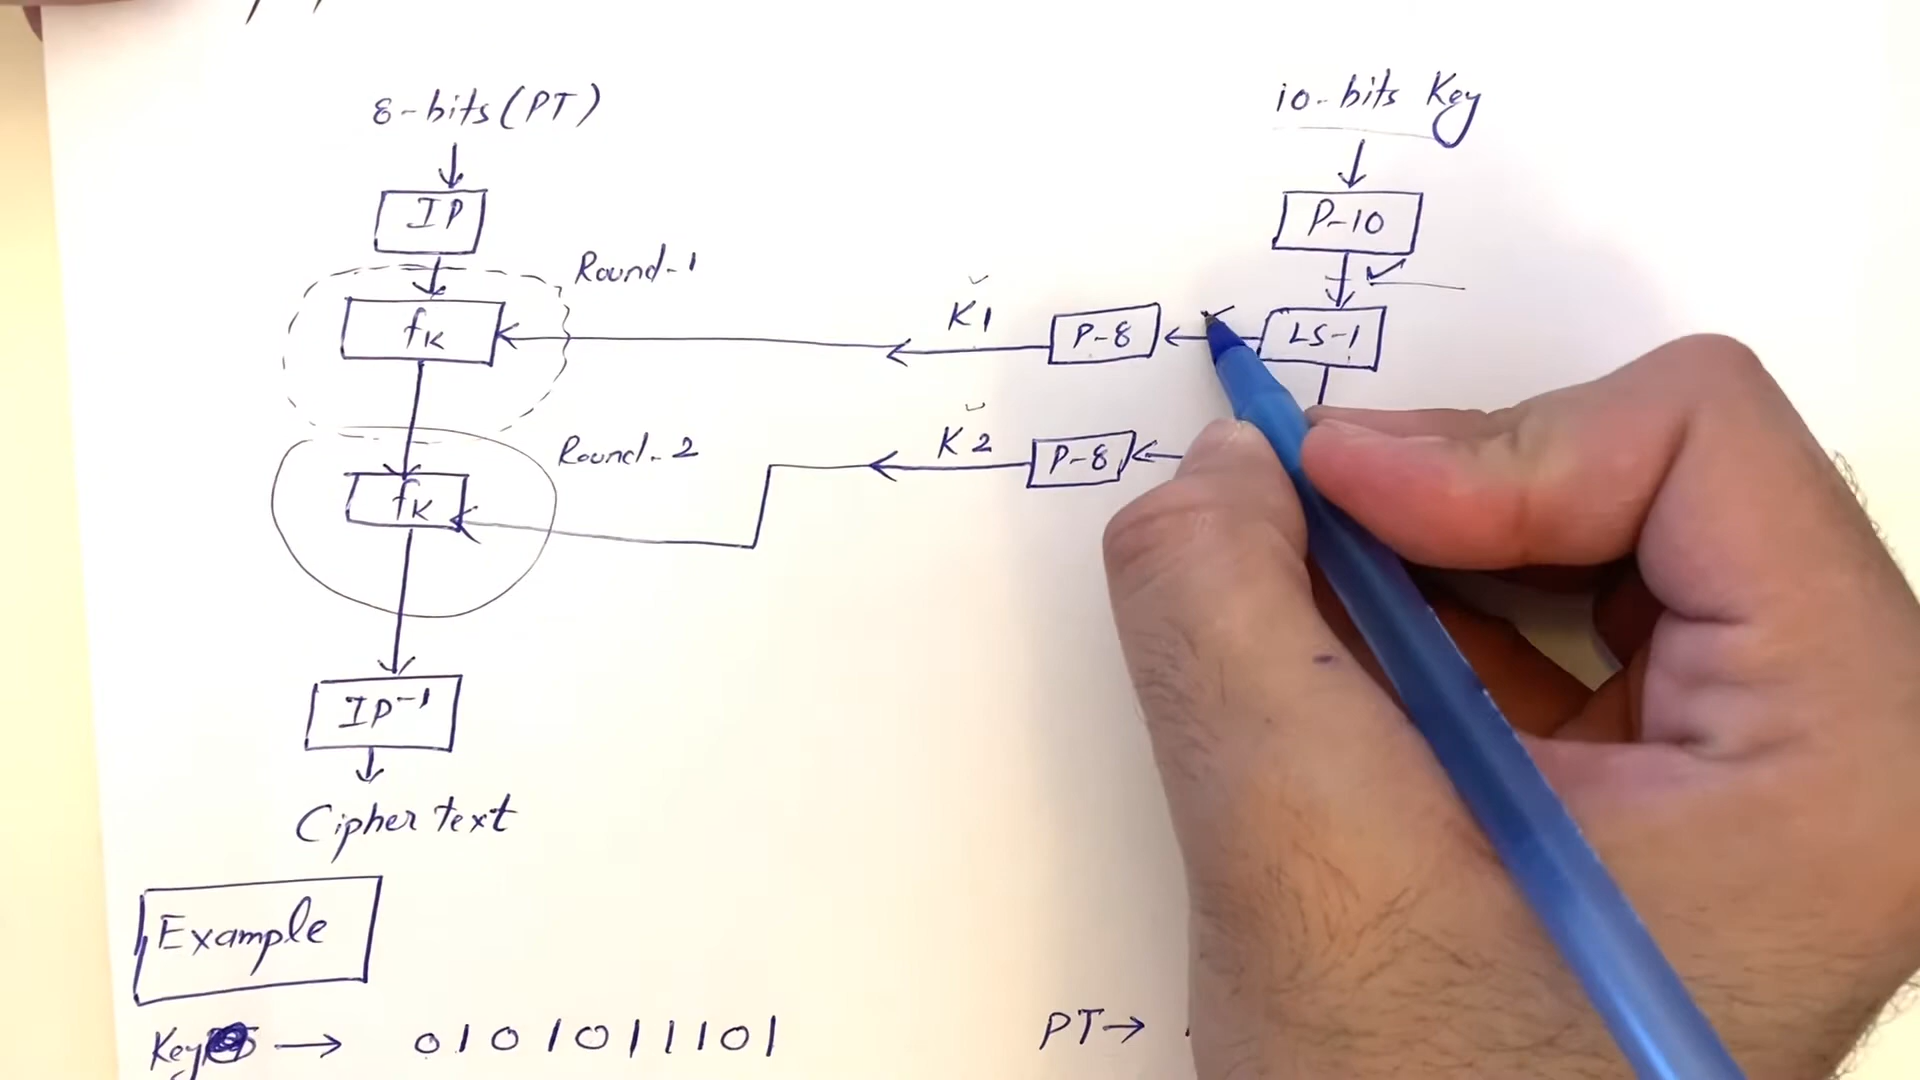 8-bits (PT)
10-bits Key
IP
P-10
Round-1
fK
K1
P-8
LS-1
Round-2
fK
K2
P-8
IP⁻¹
Cipher text
Example
Key → 0101011101
PT→